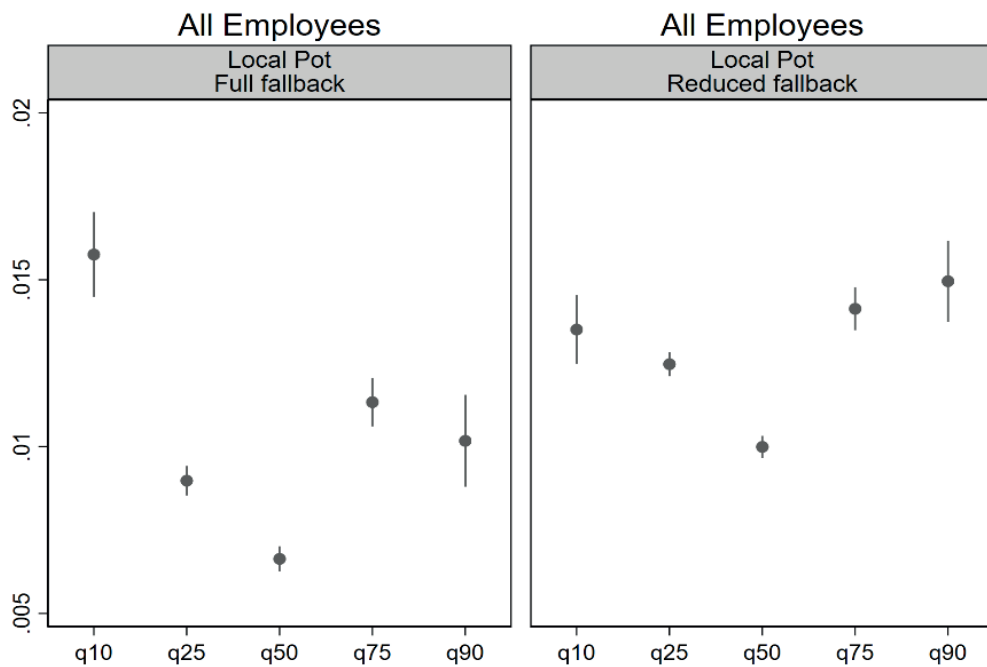 All Employees
Local Pot
Full fallback
All Employees
Local Pot
Reduced fallback
.02
.015
.01
.005
q10 q25 q50 q75 q90
q10 q25 q50 q75 q90